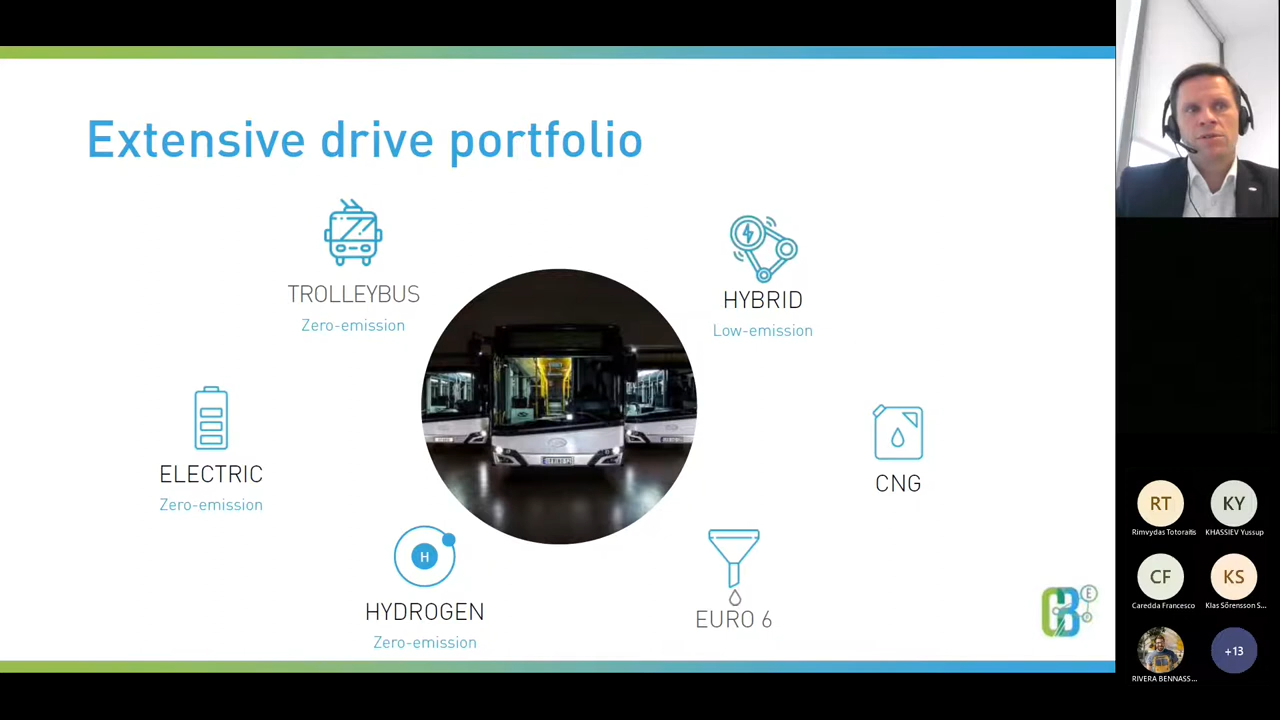 Extensive drive portfolio
TROLLEYBUS
Zero-emission
HYBRID
Low-emission
ELECTRIC
Zero-emission
CNG
H
HYDROGEN
Zero-emission
EURO 6
E
RT
Rimvydas Totoraitis
KY
KHASSIEV Yussup
CF
Caredda Francesco
KS
Klas Sörensson S...
RIVERA BENNASS...
+13